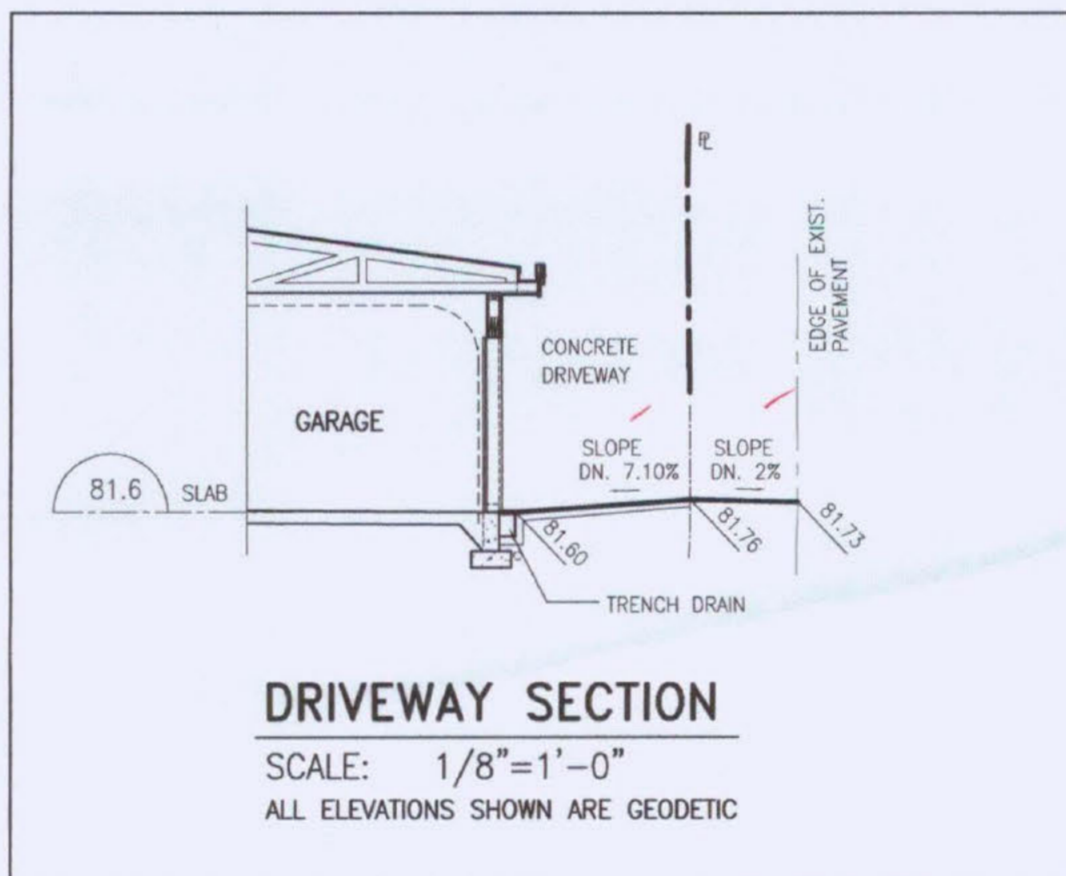 ℄
EDGE OF EXIST.
PAVEMENT
CONCRETE
DRIVEWAY
GARAGE
SLOPE
DN. 7.10%
SLOPE
DN. 2%
81.6
SLAB
81.60
81.76
81.73
TRENCH DRAIN
DRIVEWAY SECTION
SCALE: 1/8"=1'-0"
ALL ELEVATIONS SHOWN ARE GEODETIC